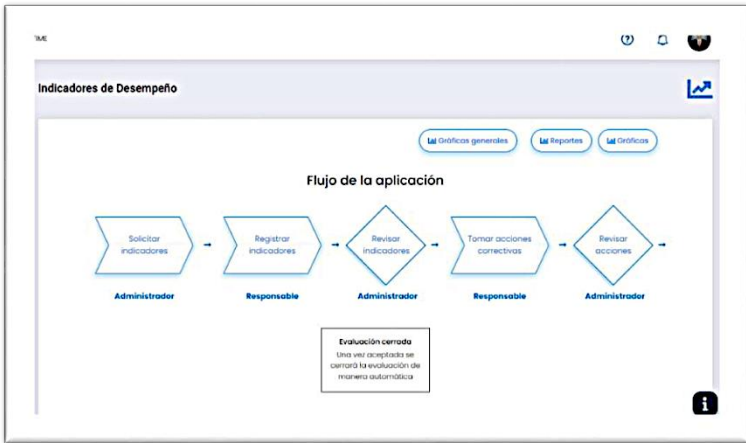 Indicadores de Desempeño
Gráficas generales
Reportes
Gráficas
Flujo de la aplicación
Solicitar
indicadores
Registrar
indicadores
Revisar
indicadores
Tomar acciones
correctivas
Revisar
acciones
Administrador
Responsable
Administrador
Responsable
Administrador
Evaluación cerrada
Una vez aceptada se
cerrará la evaluación de
manera automática